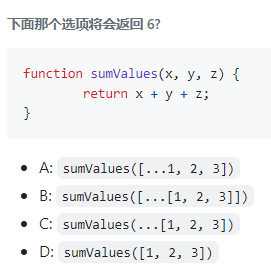 下面那个选项将会返回 6?
function sumValues(x, y, z) {
        return x + y + z;
}
• A: sumValues([...1, 2, 3])
• B: sumValues([...[1, 2, 3]])
• C: sumValues(...[1, 2, 3])
• D: sumValues([1, 2, 3])